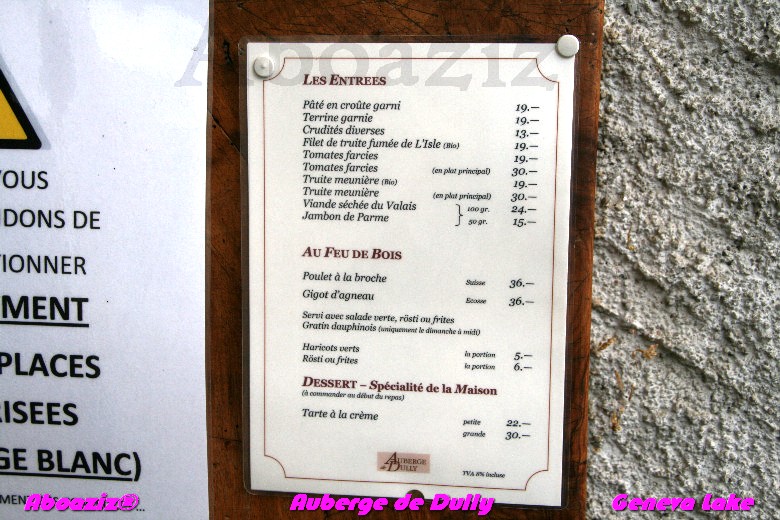 Aboaziz
LES ENTREES
Pâté en croûte garni 19.—
Terrine garnie 19.—
Crudités diverses 13.—
Filet de truite fumée de L'Isle (Bio) 19.—
Tomates farcies 19.—
Tomates farcies (en plat principal) 30.—
Truite meunière (Bio) 19.—
Truite meunière (en plat principal) 30.—
Viande séchée du Valais } 100 gr. 24.—
Jambon de Parme 50 gr. 15.—
AU FEU DE BOIS
Poulet à la broche Suisse 36.—
Gigot d'agneau Ecosse 36.—
Servi avec salade verte, rösti ou frites
Gratin dauphinois (uniquement le dimanche à midi)
Haricots verts la portion 5.—
Rösti ou frites la portion 6.—
DESSERT – Spécialité de la Maison
(à commander au début du repas)
Tarte à la crème petite 22.—
grande 30.—
AUBERGE
de DULLY
TVA 8% incluse
VOUS
NDONS DE
TIONNER
MENT
PLACES
RISEES
GE BLANC)
Aboaziz® Auberge de Dully Geneva Lake